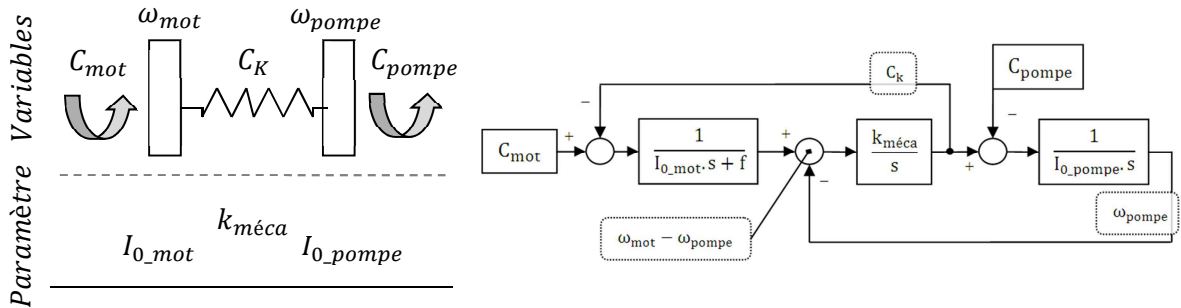 Variables
ω_mot ω_pompe
C_mot C_K C_pompe
Paramètre
k_méca
I_0_mot I_0_pompe
C_k
C_pompe
−
−
C_mot + 1/(I_0_mot.s + f) + k_méca/s + 1/(I_0_pompe.s)
−
ω_pompe
ω_mot − ω_pompe